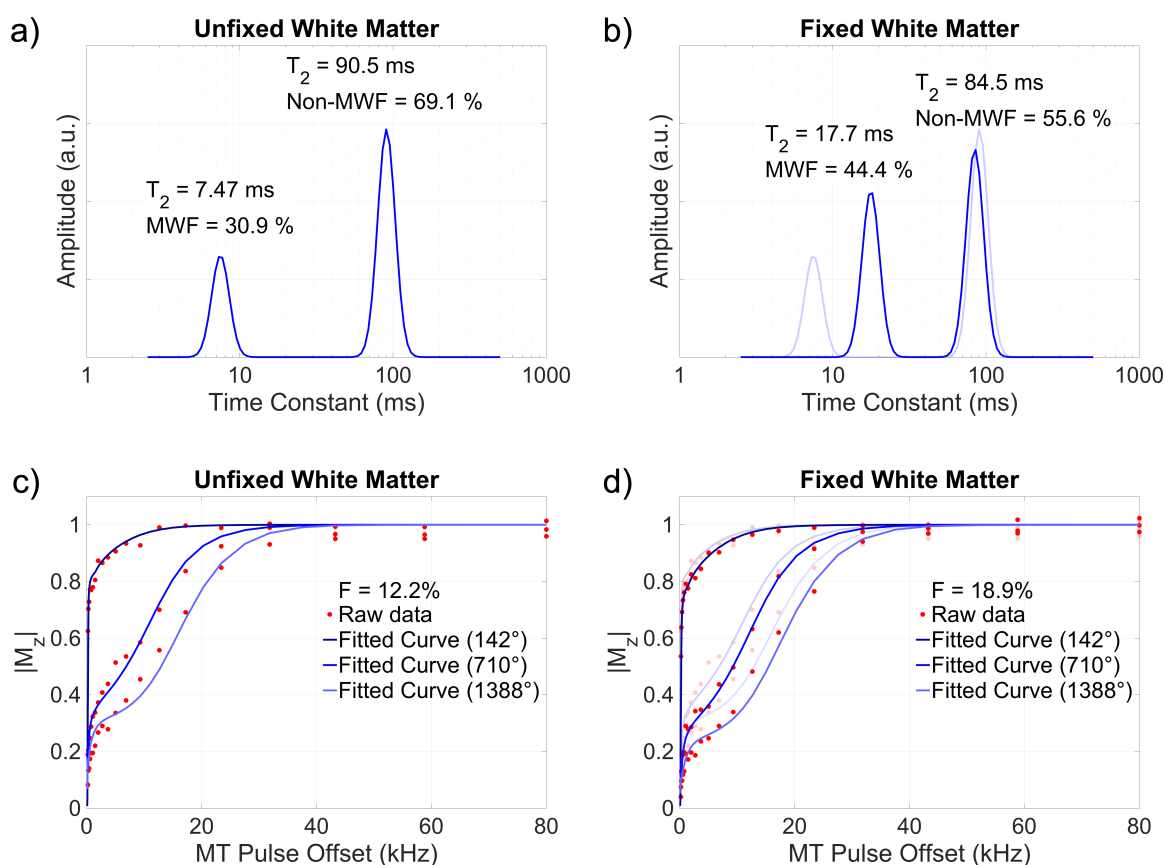 a)
Unfixed White Matter
T2 = 90.5 ms
Non-MWF = 69.1 %
T2 = 7.47 ms
MWF = 30.9 %
Amplitude (a.u.)
1
10
100
1000
Time Constant (ms)
b)
Fixed White Matter
T2 = 84.5 ms
Non-MWF = 55.6 %
T2 = 17.7 ms
MWF = 44.4 %
Amplitude (a.u.)
1
10
100
1000
Time Constant (ms)
c)
Unfixed White Matter
1
0.8
0.6
0.4
0.2
0
|Mz|
F = 12.2%
Raw data
Fitted Curve (142°)
Fitted Curve (710°)
Fitted Curve (1388°)
0
20
40
60
80
MT Pulse Offset (kHz)
d)
Fixed White Matter
1
0.8
0.6
0.4
0.2
0
|Mz|
F = 18.9%
Raw data
Fitted Curve (142°)
Fitted Curve (710°)
Fitted Curve (1388°)
0
20
40
60
80
MT Pulse Offset (kHz)